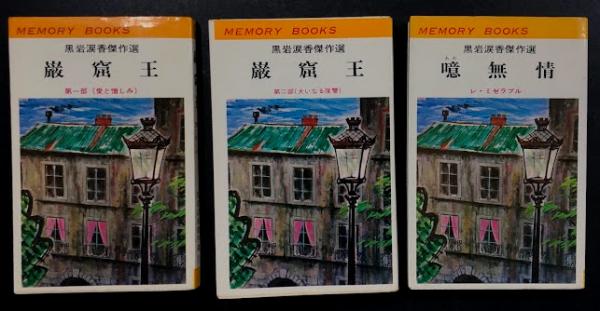 MEMORY BOOKS
黒岩涙香傑作選
巌窟王
第一部(愛と憎しみ)
MEMORY BOOKS
黒岩涙香傑作選
巌窟王
第二部(大いなる復讐)
MEMORY BOOKS
黒岩涙香傑作選
噫無情
レ・ミゼラブル